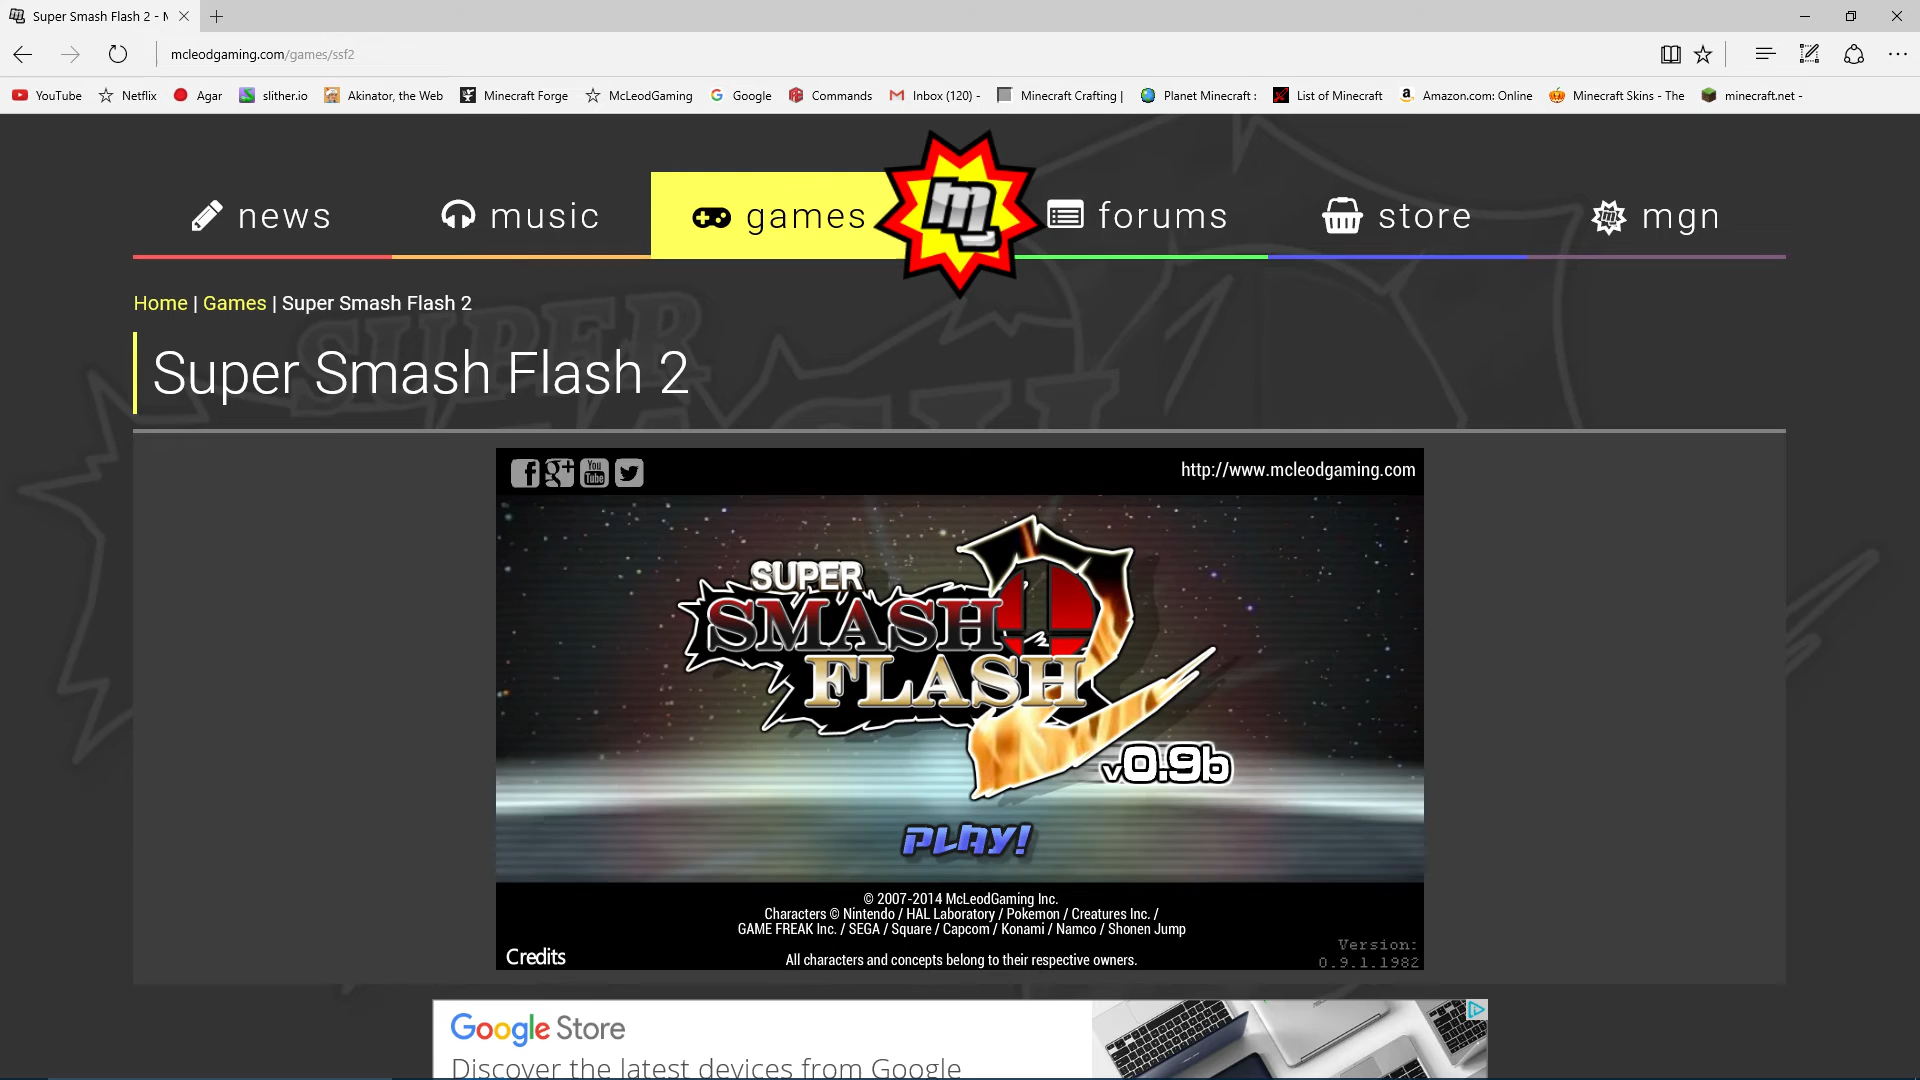 Super Smash Flash 2 - M
mcleodgaming.com/games/ssf2
YouTube Netflix Agar slither.io Akinator, the Web Minecraft Forge McLeodGaming Google Commands Inbox (120) - Minecraft Crafting | Planet Minecraft : List of Minecraft Amazon.com: Online Minecraft Skins - The minecraft.net -
news music games forums store mgn
Home | Games | Super Smash Flash 2
Super Smash Flash 2
http://www.mcleodgaming.com
SUPER
SMASH
FLASH
2
v0.9b
PLAY!
© 2007-2014 McLeodGaming Inc.
Characters © Nintendo / HAL Laboratory / Pokemon / Creatures Inc. /
GAME FREAK Inc. / SEGA / Square / Capcom / Konami / Namco / Shonen Jump
All characters and concepts belong to their respective owners.
Credits
Version:
0.9.1.1982
Google Store
Discover the latest devices from Google